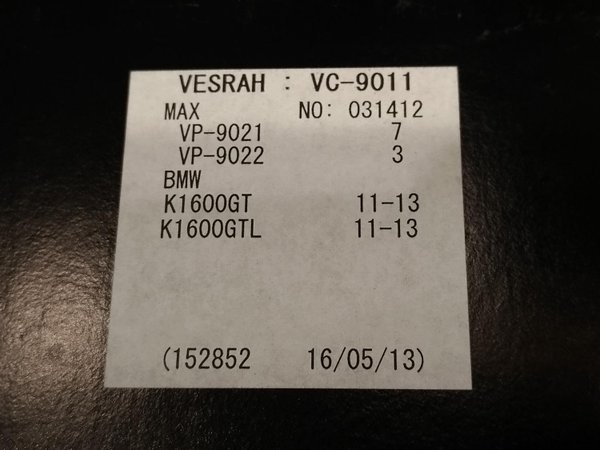 VESRAH : VC-9011
MAX NO: 031412
VP-9021 7
VP-9022 3
BMW
K1600GT 11-13
K1600GTL 11-13
(152852 16/05/13)